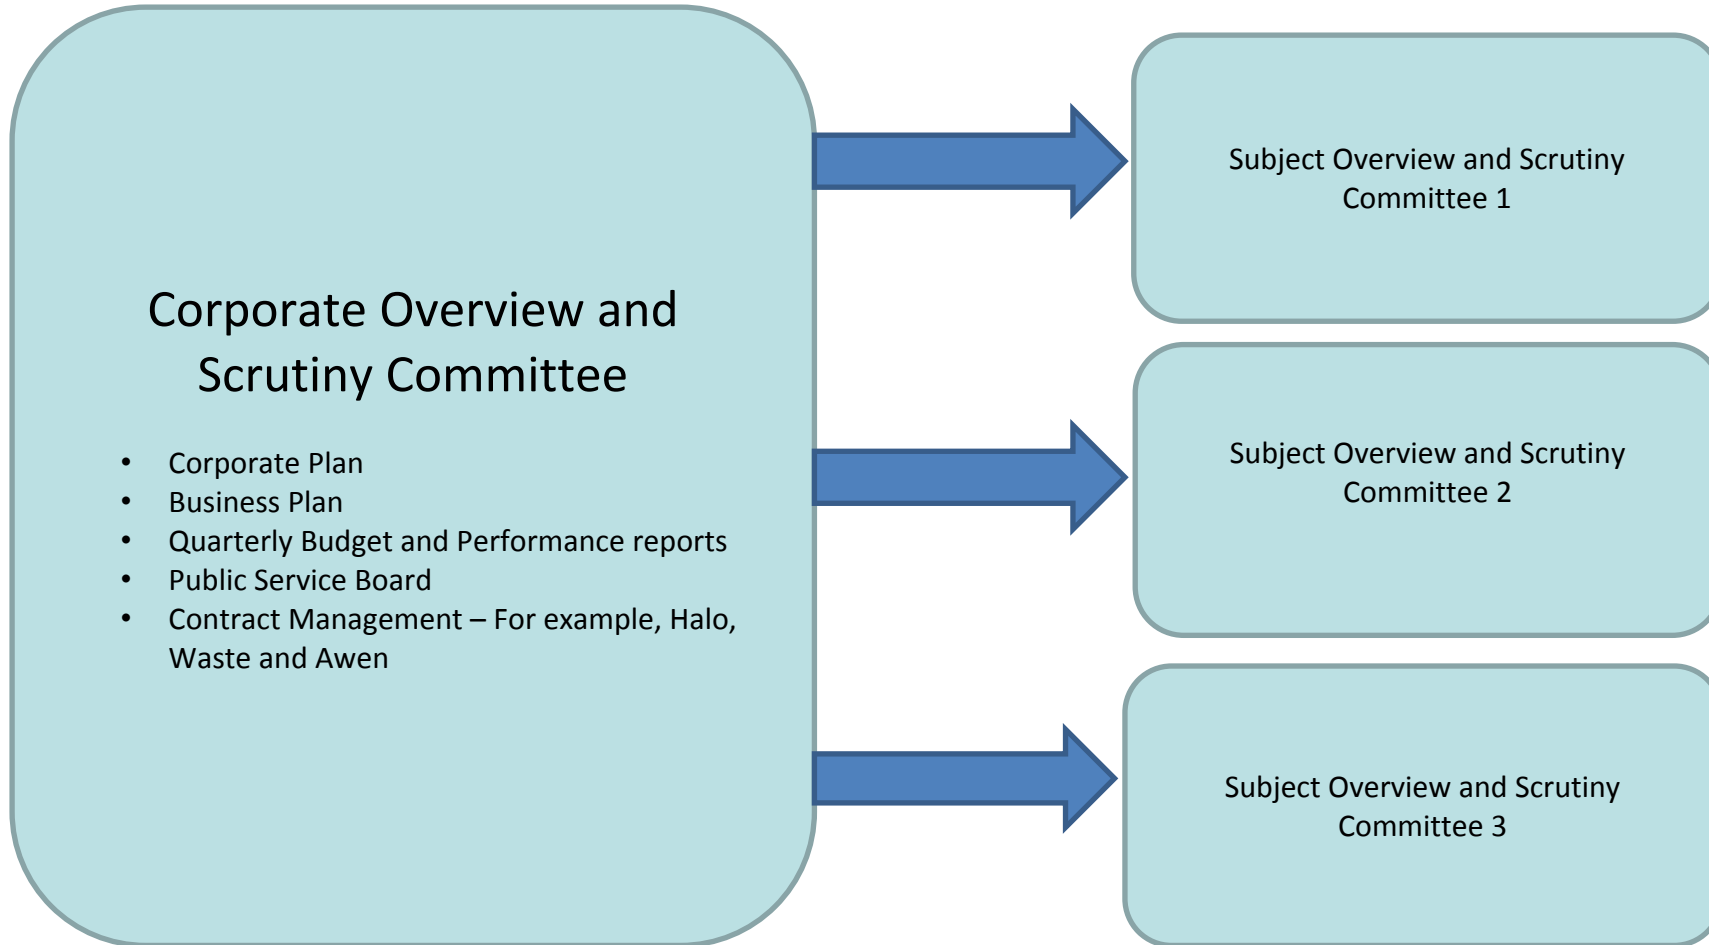 Corporate Overview and
Scrutiny Committee
• Corporate Plan
• Business Plan
• Quarterly Budget and Performance reports
• Public Service Board
• Contract Management – For example, Halo,
Waste and Awen
Subject Overview and Scrutiny
Committee 1
Subject Overview and Scrutiny
Committee 2
Subject Overview and Scrutiny
Committee 3